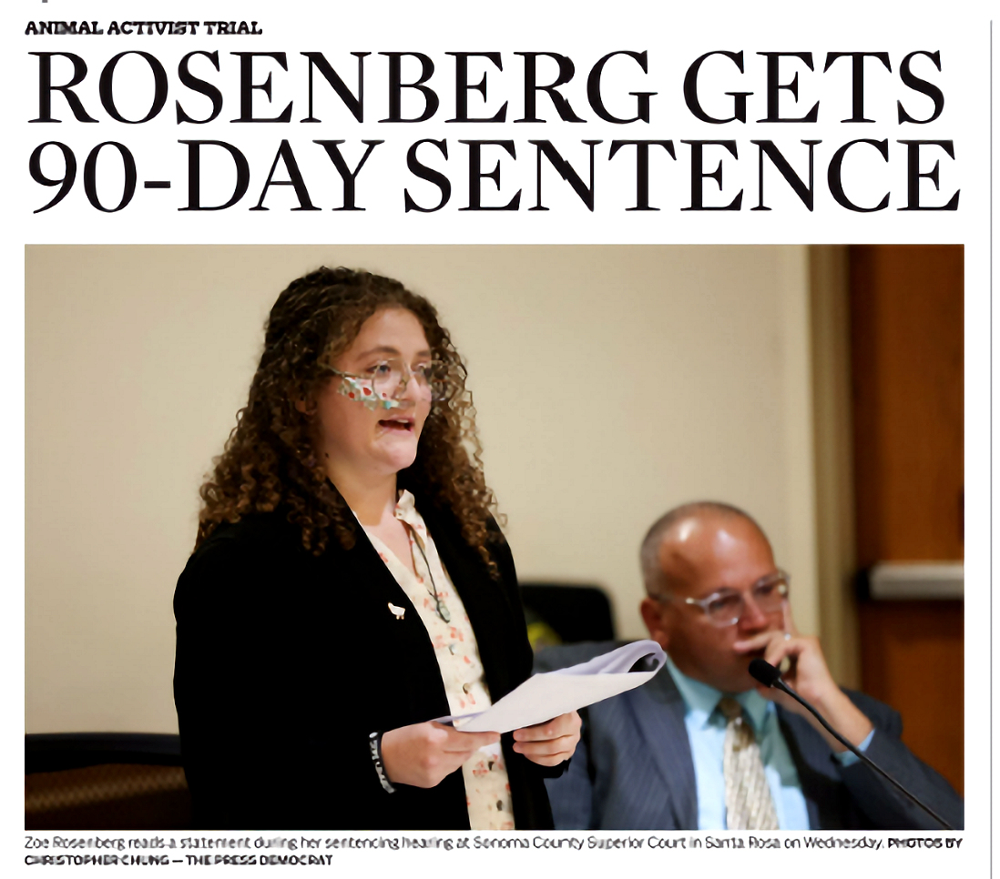 ANIMAL ACTIVIST TRIAL
ROSENBERG GETS
90-DAY SENTENCE
Zoe Rosenberg reads a statement during her sentencing hearing at Sonoma County Superior Court in Santa Rosa on Wednesday. PHOTOS BY
CHRISTOPHER CHUNG — THE PRESS DEMOCRAT